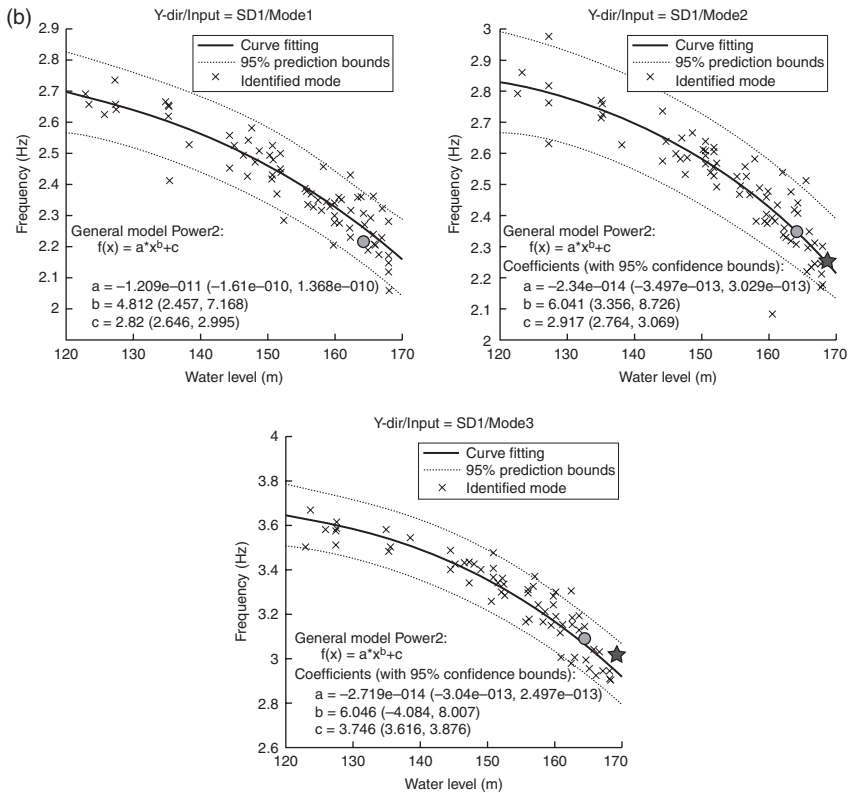 (b)
Y-dir/Input = SD1/Mode1
2.9
2.8
2.7
2.6
2.5
2.4
2.3
2.2
2.1
2
Frequency (Hz)
Curve fitting
95% prediction bounds
Identified mode
General model Power2:
f(x) = a*x^b+c
a = −1.209e−011 (−1.61e−010, 1.368e−010)
b = 4.812 (2.457, 7.168)
c = 2.82 (2.646, 2.995)
120 130 140 150 160 170
Water level (m)
Y-dir/Input = SD1/Mode2
3
2.9
2.8
2.7
2.6
2.5
2.4
2.3
2.2
2.1
2
Frequency (Hz)
Curve fitting
95% prediction bounds
Identified mode
General model Power2:
f(x) = a*x^b+c
Coefficients (with 95% confidence bounds):
a = −2.34e−014 (−3.497e−013, 3.029e−013)
b = 6.041 (3.356, 8.726)
c = 2.917 (2.764, 3.069)
120 130 140 150 160 170
Water level (m)
Y-dir/Input = SD1/Mode3
4
3.8
3.6
3.4
3.2
3
2.8
2.6
Frequency (Hz)
Curve fitting
95% prediction bounds
Identified mode
General model Power2:
f(x) = a*x^b+c
Coefficients (with 95% confidence bounds):
a = −2.719e−014 (−3.04e−013, 2.497e−013)
b = 6.046 (−4.084, 8.007)
c = 3.746 (3.616, 3.876)
120 130 140 150 160 170
Water level (m)